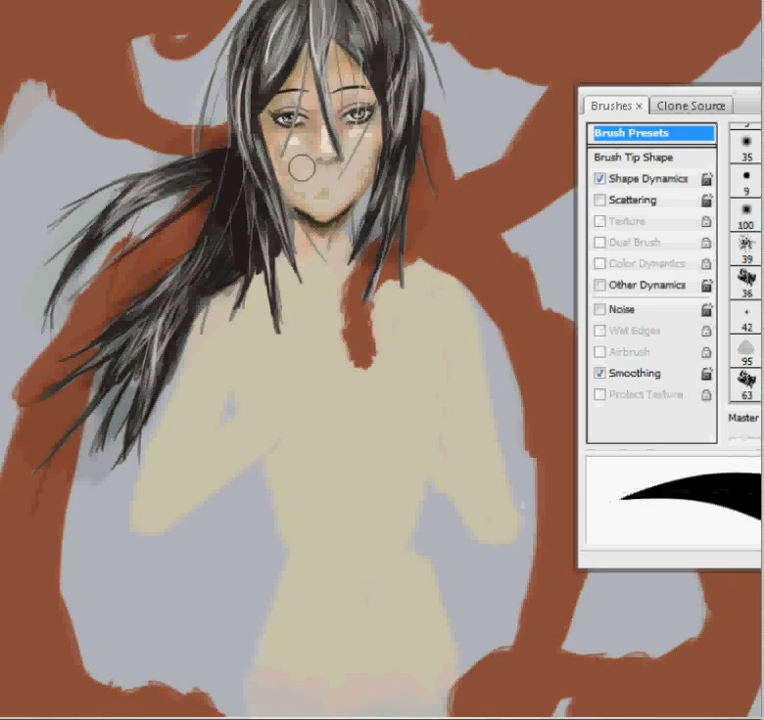 Brushes × Clone Source
Brush Presets
Brush Tip Shape
Shape Dynamics
Scattering
Texture
Dual Brush
Color Dynamics
Other Dynamics
Noise
Wet Edges
Airbrush
Smoothing
Protect Texture
35
9
100
39
36
42
95
63
Master